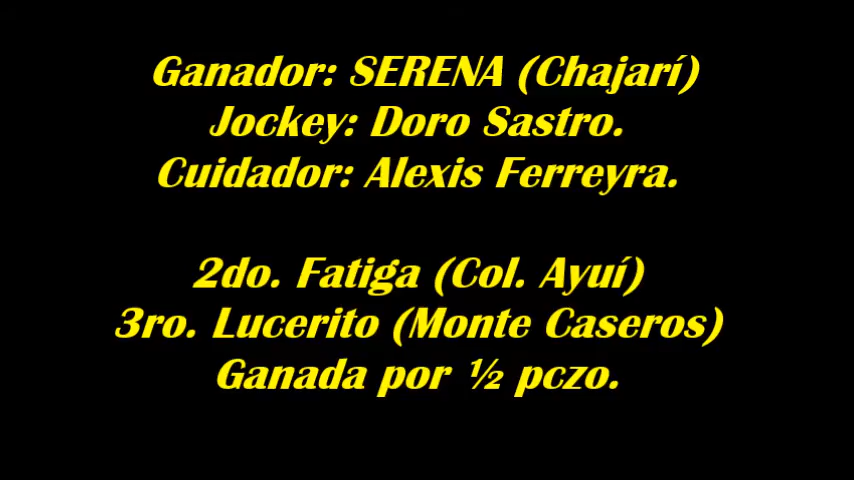 Ganador: SERENA (Chajarí)
Jockey: Doro Sastro.
Cuidador: Alexis Ferreyra.
2do. Fatiga (Col. Ayuí)
3ro. Lucerito (Monte Caseros)
Ganada por ½ pczo.